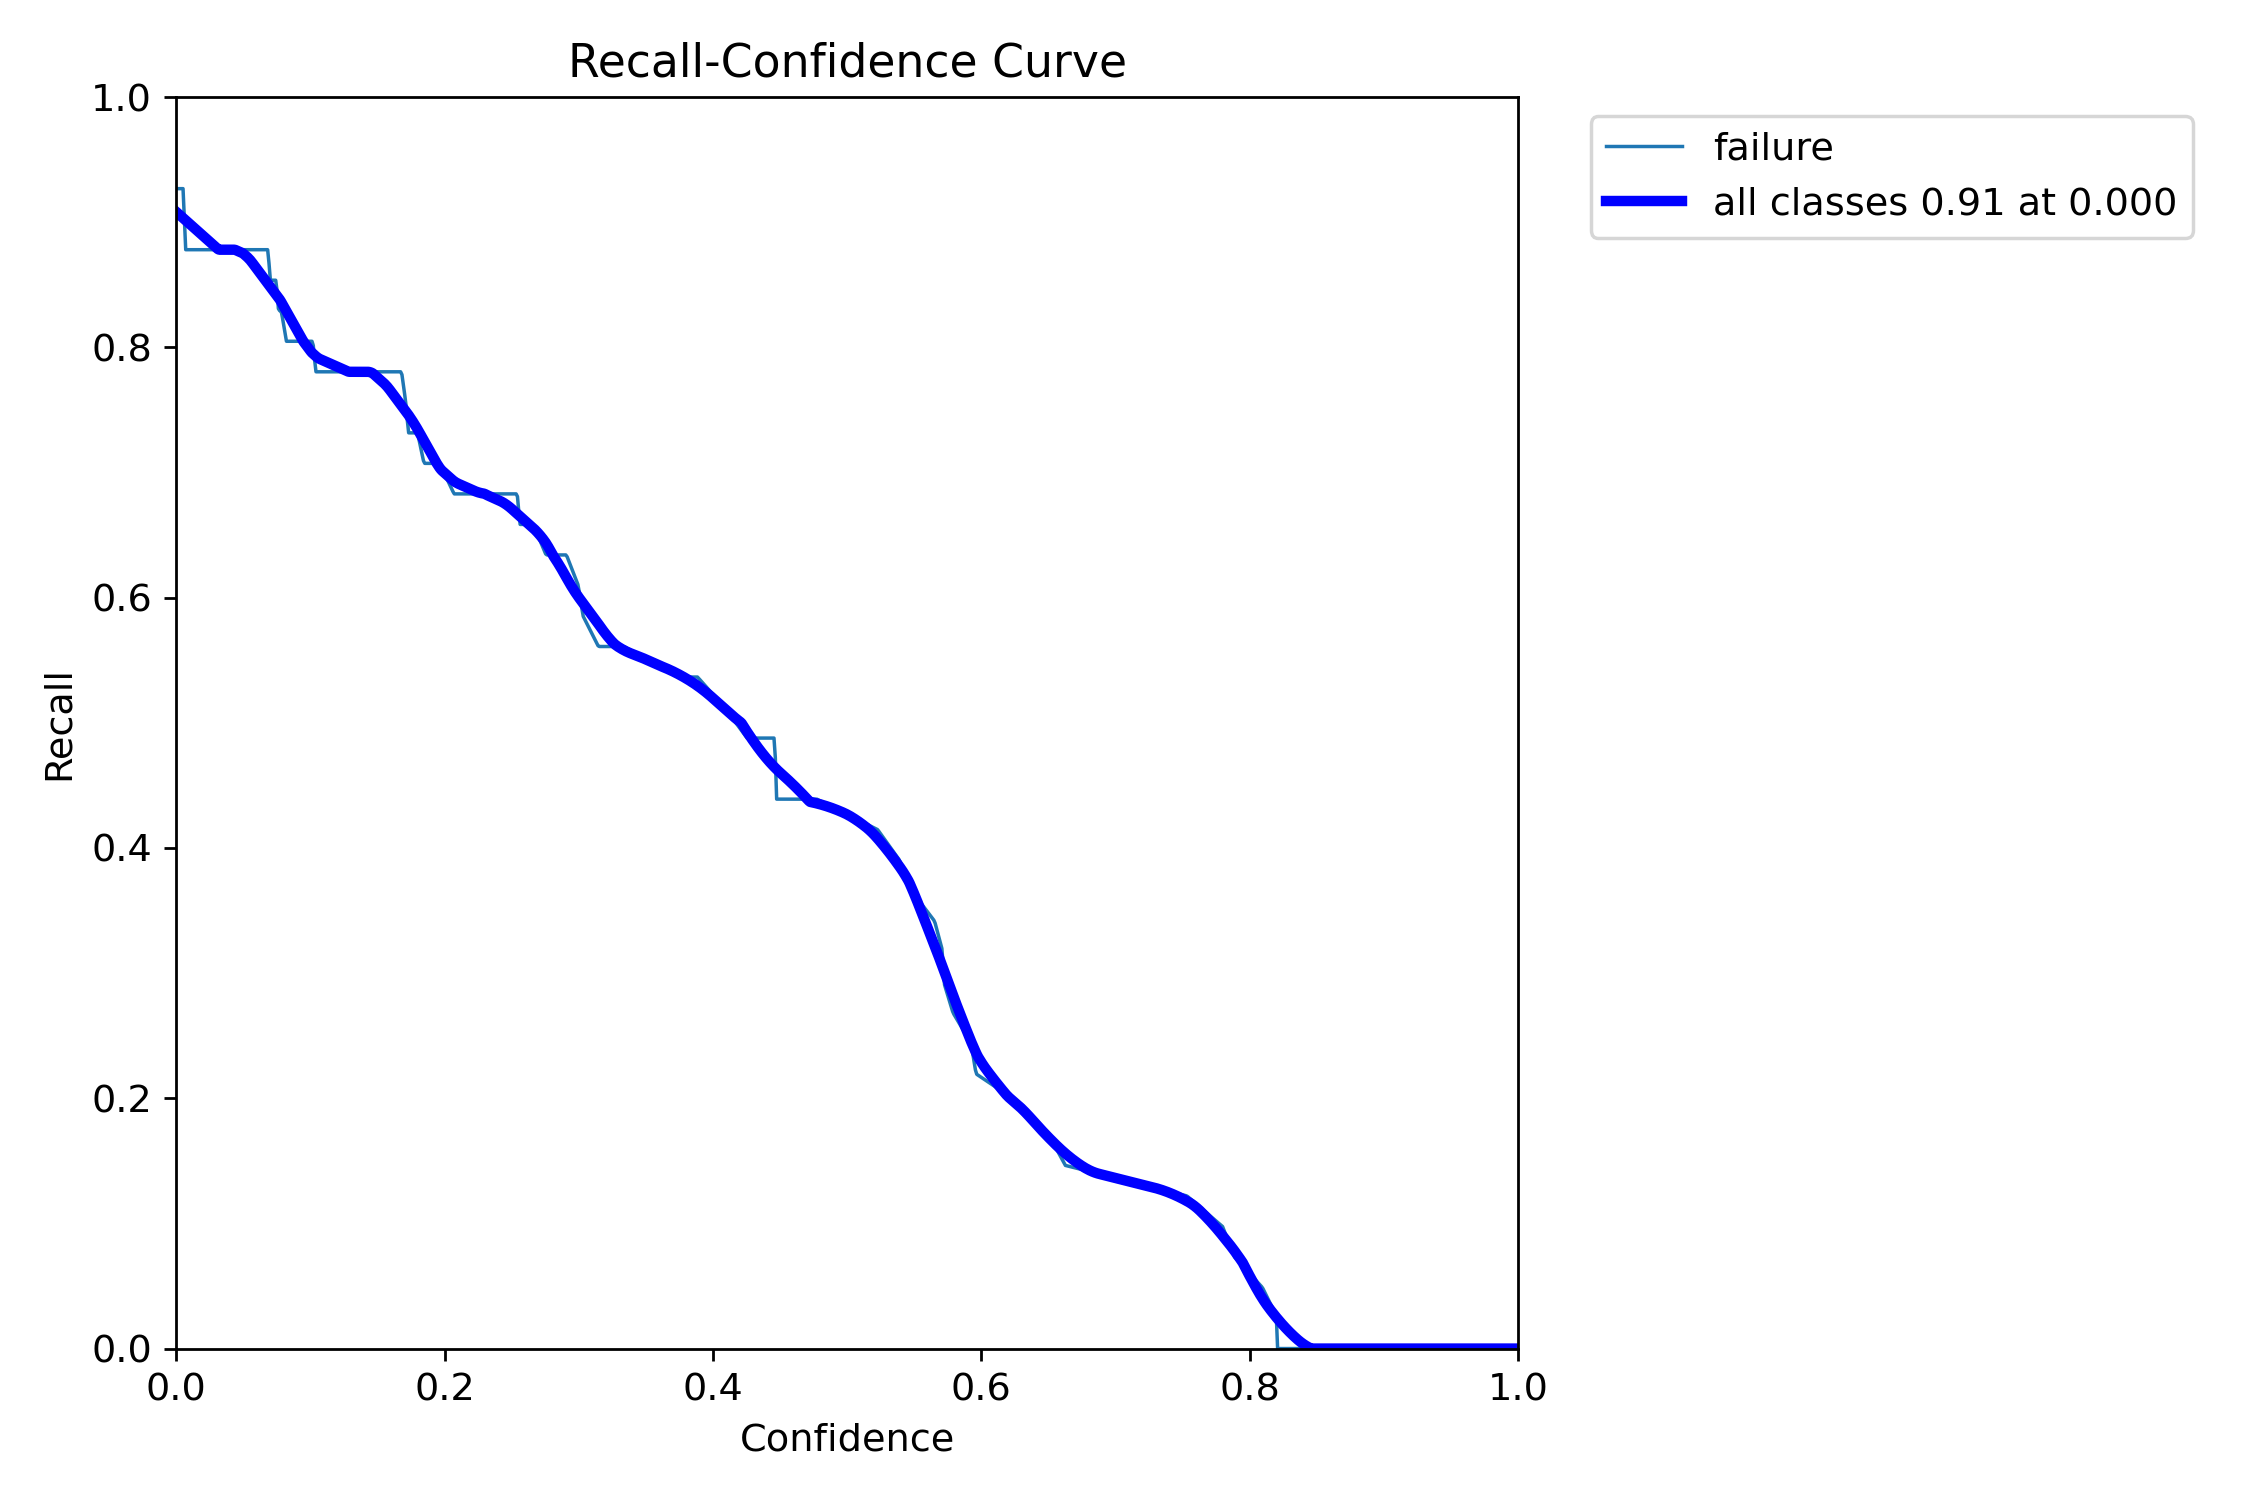 Recall-Confidence Curve
1.0
0.8
0.6
0.4
0.2
0.0
Recall
0.0 0.2 0.4 0.6 0.8 1.0
Confidence
failure
all classes 0.91 at 0.000